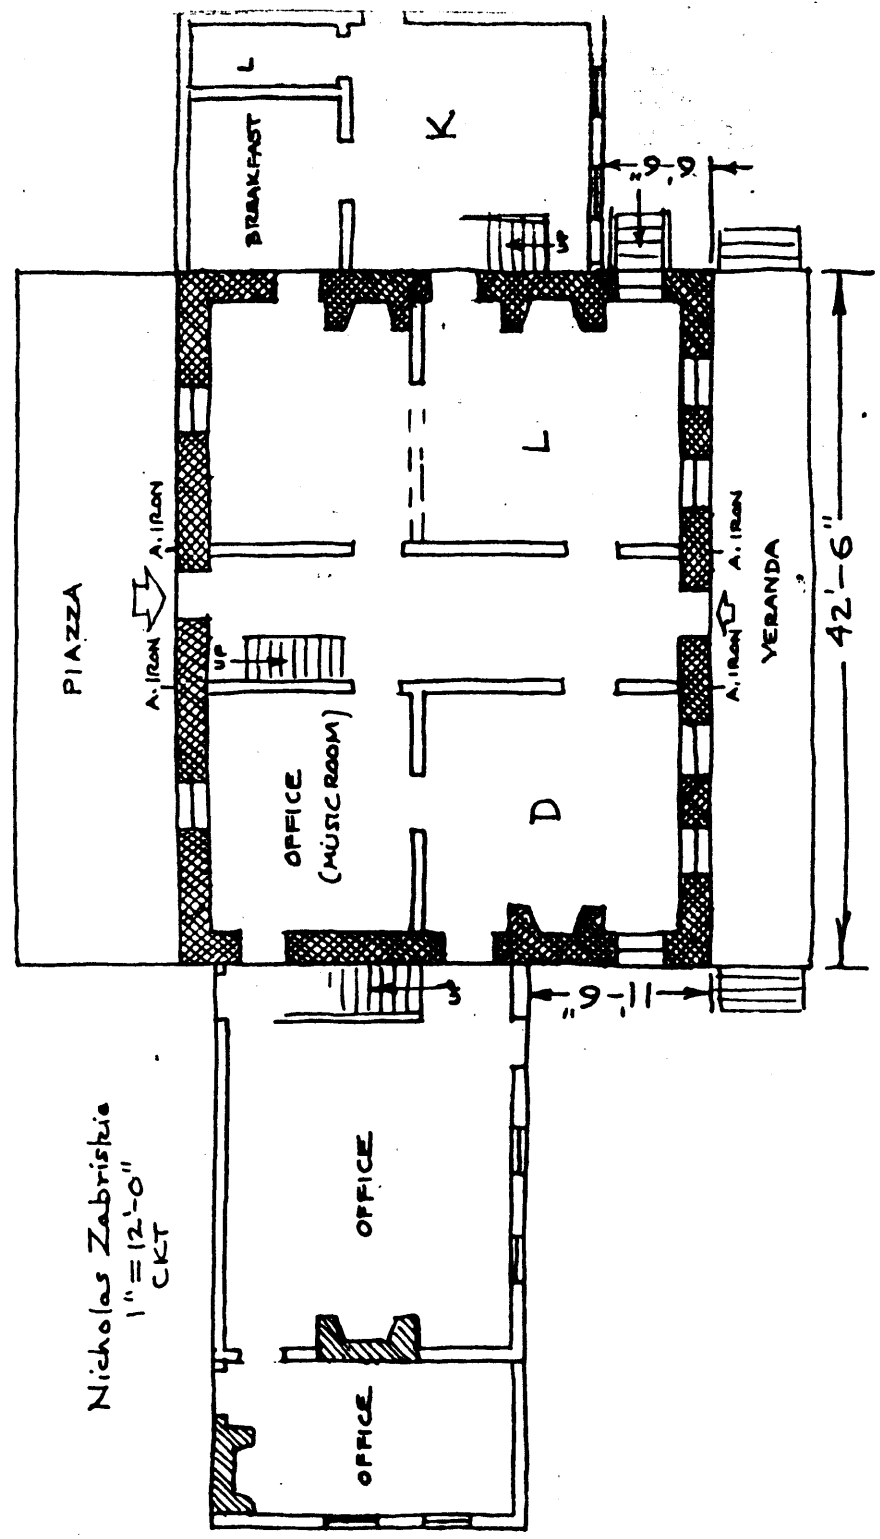 L
BREAKFAST
K
9'-9"
UP
PIAZZA
A. IRON
A. IRON
UP
L
OFFICE
(MUSIC ROOM)
D
A. IRON
A. IRON
VERANDA
42'-6"
UP
11'-6"
OFFICE
OFFICE
Nicholas Zabriskie
1" = 12'-0"
CKT